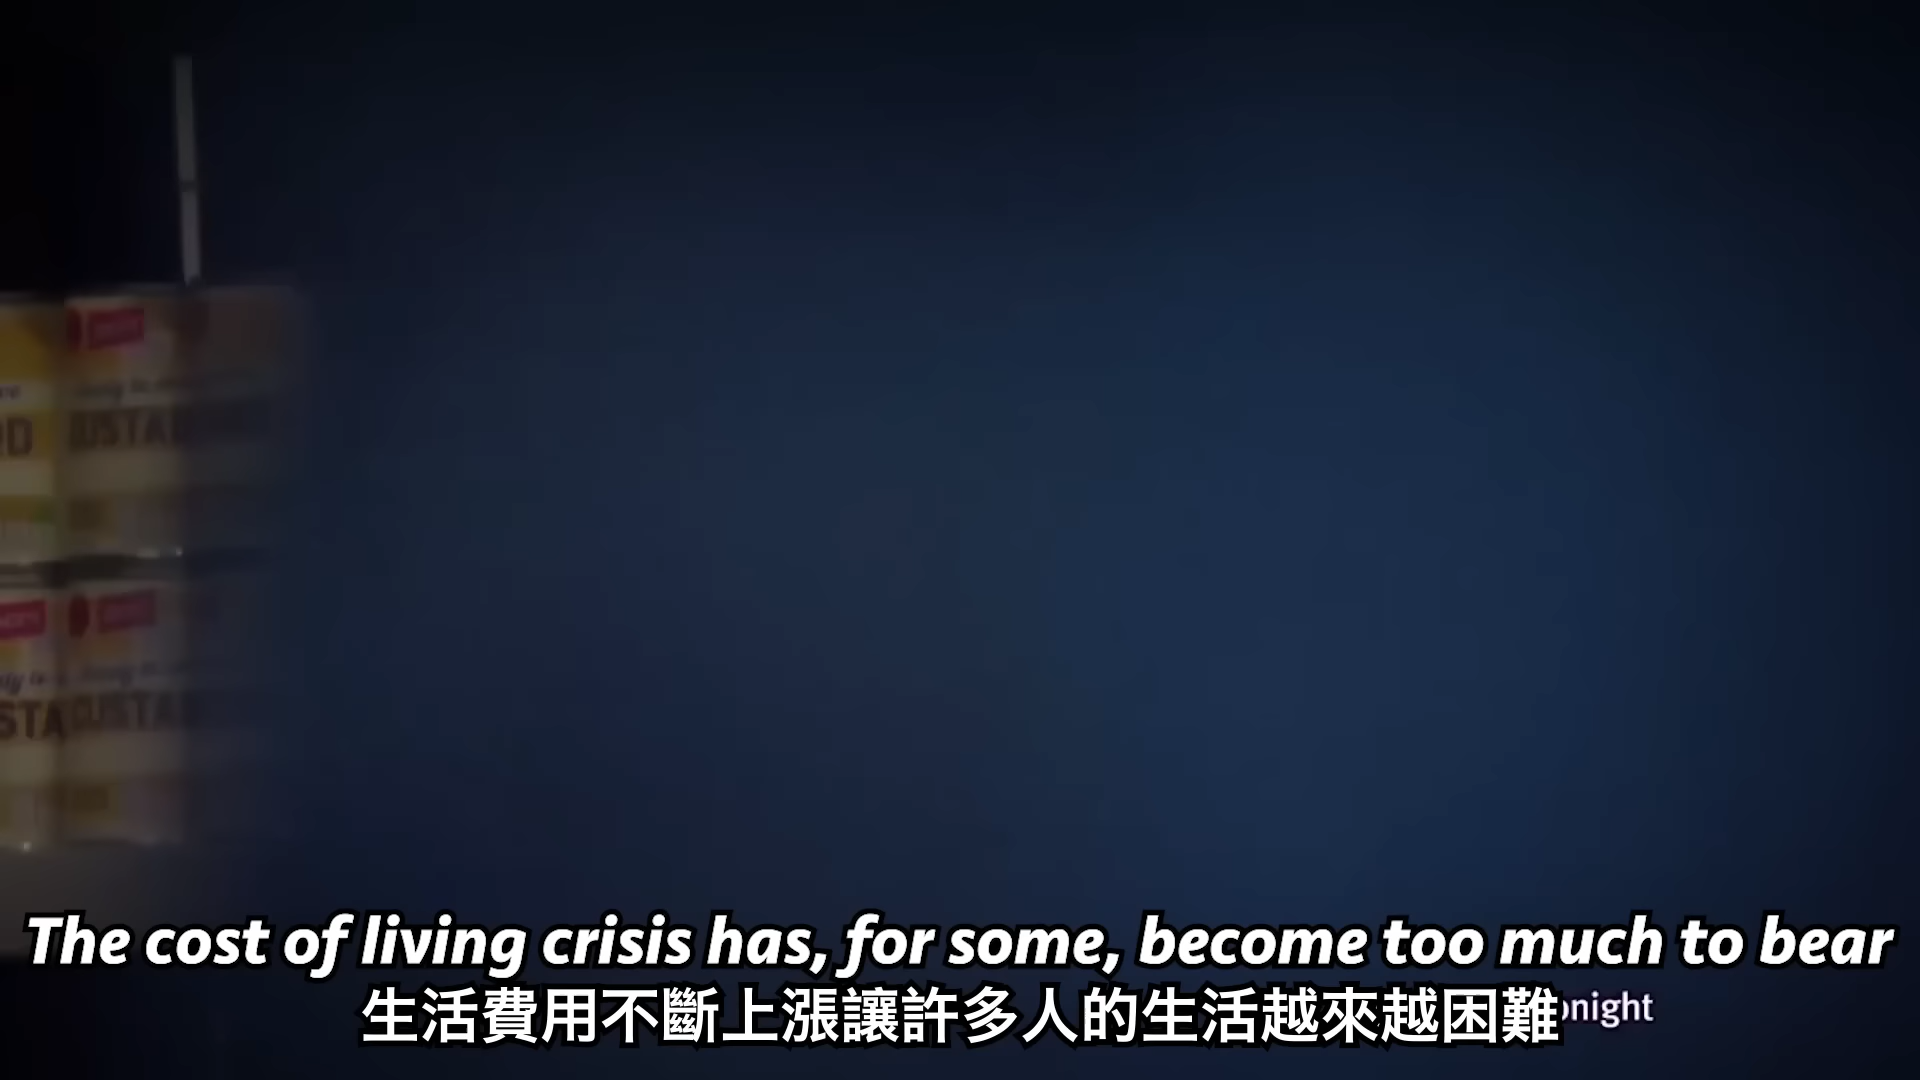 The cost of living crisis has, for some, become too much to bear
生活費用不斷上漲讓許多人的生活越來越困難